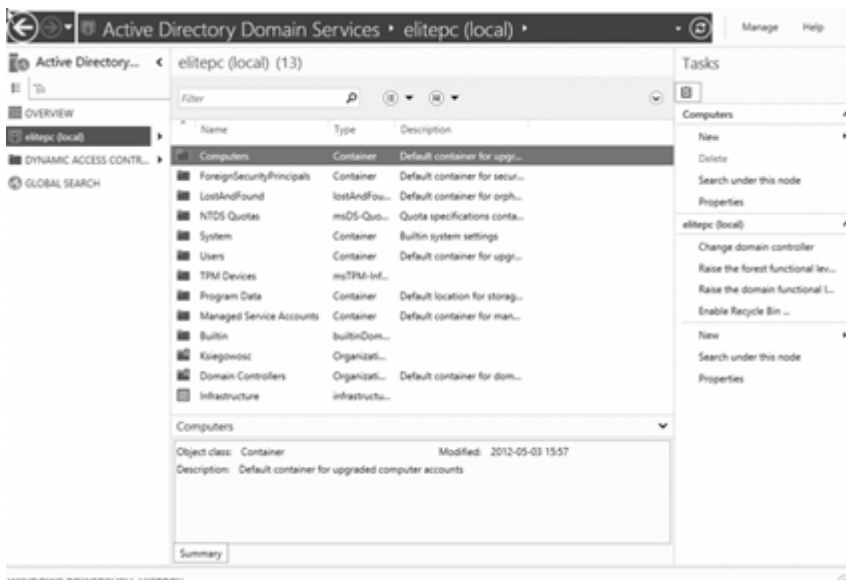 Active Directory Domain Services • elitepc (local) •
Manage Help
Active Directory...
OVERVIEW
elitepc (local)
DYNAMIC ACCESS CONTR...
GLOBAL SEARCH
elitepc (local) (13)
Filter
Name Type Description
Computers Container Default container for upgr...
ForeignSecurityPrincipals Container Default container for secur...
LostAndFound lostAndFou... Default container for orph...
NTDS Quotas msDS-Quo... Quota specifications conta...
System Container Builtin system settings
Users Container Default container for upgr...
TPM Devices msTPM-Inf...
Program Data Container Default location for storag...
Managed Service Accounts Container Default container for man...
Builtin builtinDom...
Ksiegowosc Organizati...
Domain Controllers Organizati... Default container for dom...
Infrastructure infrastructu...
Computers
Object class: Container Modified: 2012-05-03 15:57
Description: Default container for upgraded computer accounts
Summary
Tasks
Computers
New
Delete
Search under this node
Properties
elitepc (local)
Change domain controller
Raise the forest functional lev...
Raise the domain functional l...
Enable Recycle Bin ...
New
Search under this node
Properties